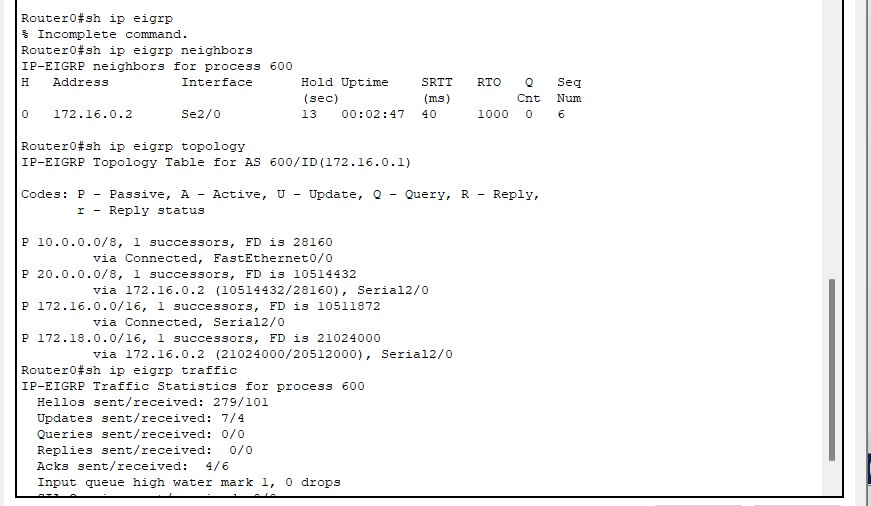 Router0#sh ip eigrp
% Incomplete command.
Router0#sh ip eigrp neighbors
IP-EIGRP neighbors for process 600
H   Address         Interface      Hold Uptime    SRTT   RTO   Q   Seq
                                   (sec)          (ms)        Cnt  Num
0   172.16.0.2      Se2/0          13   00:02:47  40     1000  0   6
Router0#sh ip eigrp topology
IP-EIGRP Topology Table for AS 600/ID(172.16.0.1)
Codes: P - Passive, A - Active, U - Update, Q - Query, R - Reply,
       r - Reply status
P 10.0.0.0/8, 1 successors, FD is 28160
         via Connected, FastEthernet0/0
P 20.0.0.0/8, 1 successors, FD is 10514432
         via 172.16.0.2 (10514432/28160), Serial2/0
P 172.16.0.0/16, 1 successors, FD is 10511872
         via Connected, Serial2/0
P 172.18.0.0/16, 1 successors, FD is 21024000
         via 172.16.0.2 (21024000/20512000), Serial2/0
Router0#sh ip eigrp traffic
IP-EIGRP Traffic Statistics for process 600
  Hellos sent/received: 279/101
  Updates sent/received: 7/4
  Queries sent/received: 0/0
  Replies sent/received:  0/0
  Acks sent/received:  4/6
  Input queue high water mark 1, 0 drops